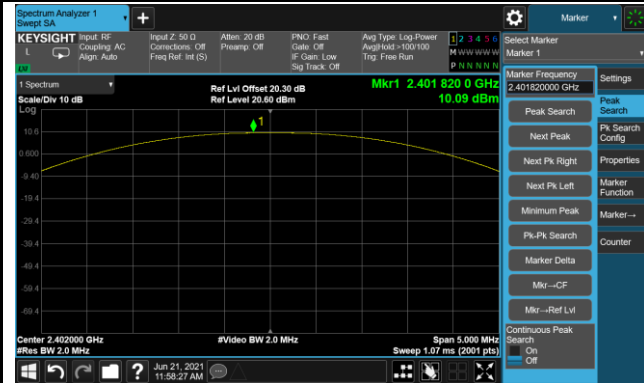 Spectrum Analyzer 1
Swept SA
Marker
KEYSIGHT
L
Input: RF
Coupling: AC
Align: Auto
Input Z: 50 Ω
Corrections: Off
Freq Ref: Int (S)
Atten: 20 dB
Preamp: Off
PNO: Fast
Gate: Off
IF Gain: Low
Sig Track: Off
Avg Type: Log-Power
Avg|Hold:>100/100
Trig: Free Run
1 2 3 4 5 6
M W W W W W
P N N N N N
Select Marker
Marker 1
1 Spectrum
Scale/Div 10 dB
Log
Ref Lvl Offset 20.30 dB
Ref Level 20.60 dBm
Mkr1 2.401 820 0 GHz
10.09 dBm
1
10.6
0.600
-9.40
-19.4
-29.4
-39.4
-49.4
-59.4
-69.4
Center 2.402000 GHz
#Res BW 2.0 MHz
#Video BW 2.0 MHz
Span 5.000 MHz
Sweep 1.07 ms (2001 pts)
Marker Frequency
2.401820000 GHz
Peak Search
Next Peak
Next Pk Right
Next Pk Left
Minimum Peak
Pk-Pk Search
Marker Delta
Mkr→CF
Mkr→Ref Lvl
Continuous Peak
Search
On
Off
Settings
Peak
Search
Pk Search
Config
Properties
Marker
Function
Marker→
Counter
Jun 21, 2021
11:58:27 AM